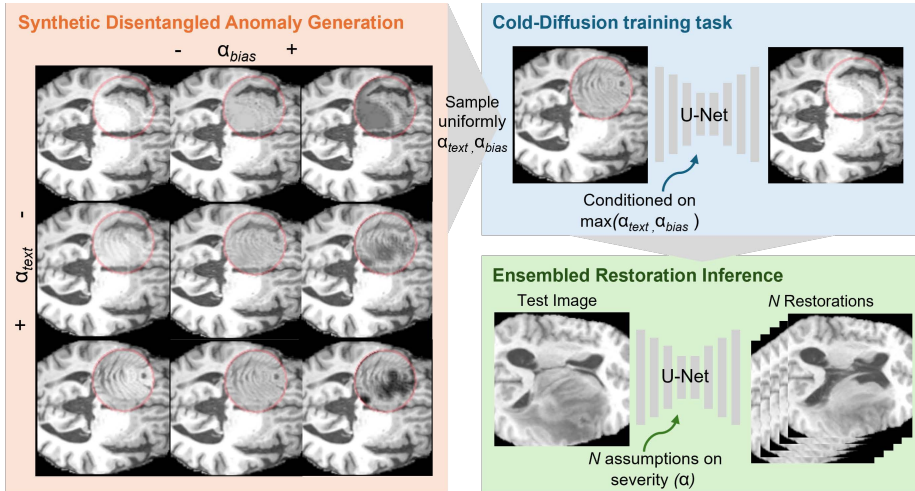 Synthetic Disentangled Anomaly Generation
- α_bias +
- α_text +
Sample
uniformly
α_text, α_bias
Cold-Diffusion training task
U-Net
Conditioned on
max(α_text, α_bias)
Ensembled Restoration Inference
Test Image
N Restorations
U-Net
N assumptions on
severity (α)